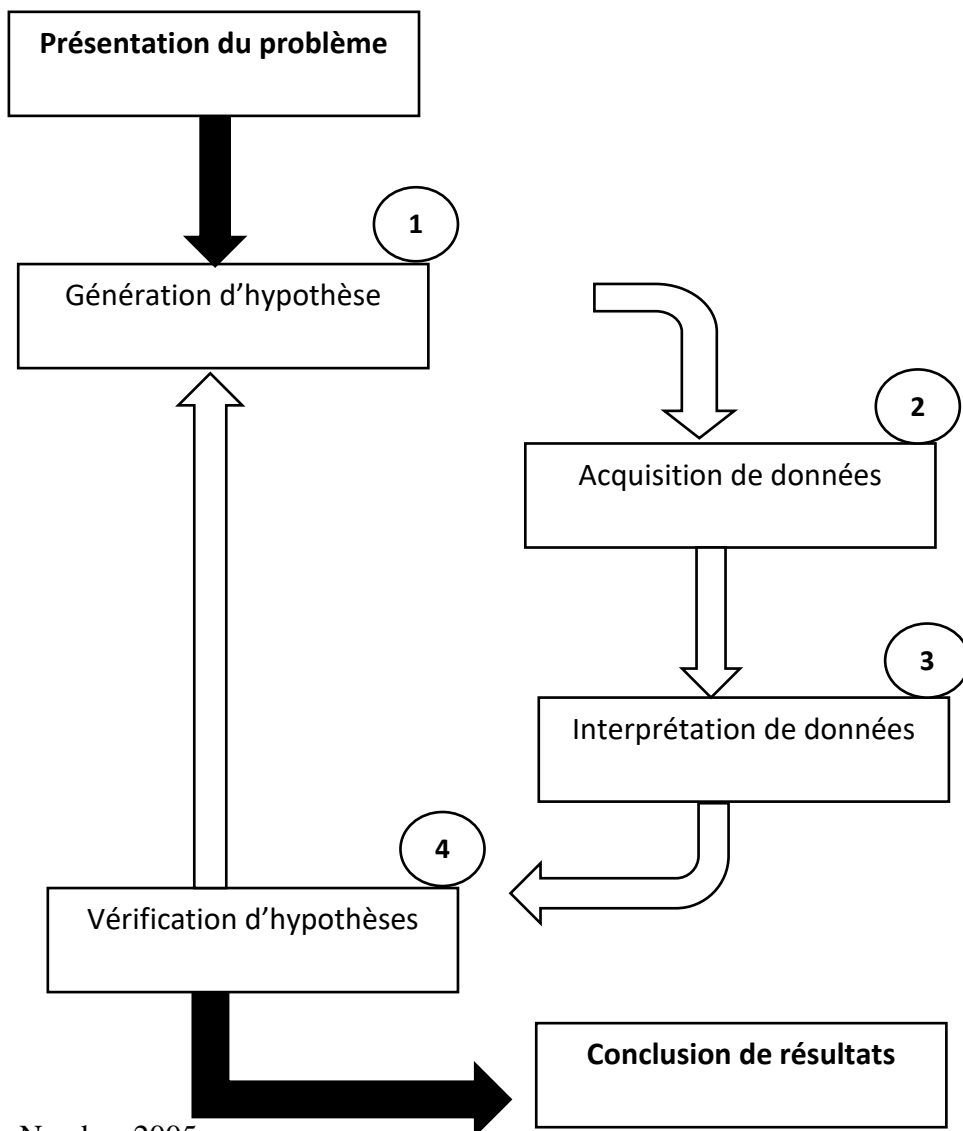 Présentation du problème
1
Génération d’hypothèse
2
Acquisition de données
3
Interprétation de données
4
Vérification d’hypothèses
Conclusion de résultats
2005